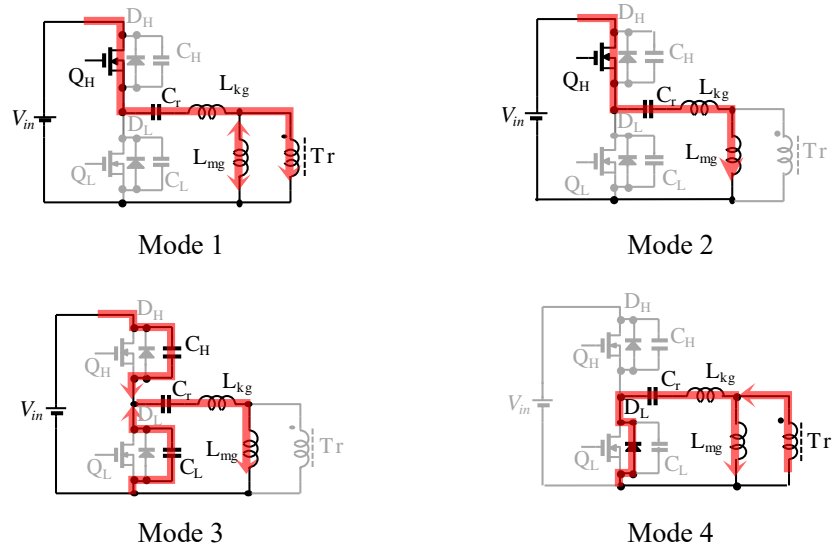 D_H
C_H
Q_H
L_kg
C_r
V_in
D_L
L_mg
Tr
Q_L
C_L
Mode 1
D_H
C_H
Q_H
L_kg
C_r
V_in
D_L
L_mg
Tr
Q_L
C_L
Mode 2
D_H
C_H
Q_H
L_kg
C_r
V_in
D_L
L_mg
Tr
Q_L
C_L
Mode 3
D_H
C_H
Q_H
L_kg
C_r
V_in
D_L
L_mg
Tr
Q_L
C_L
Mode 4